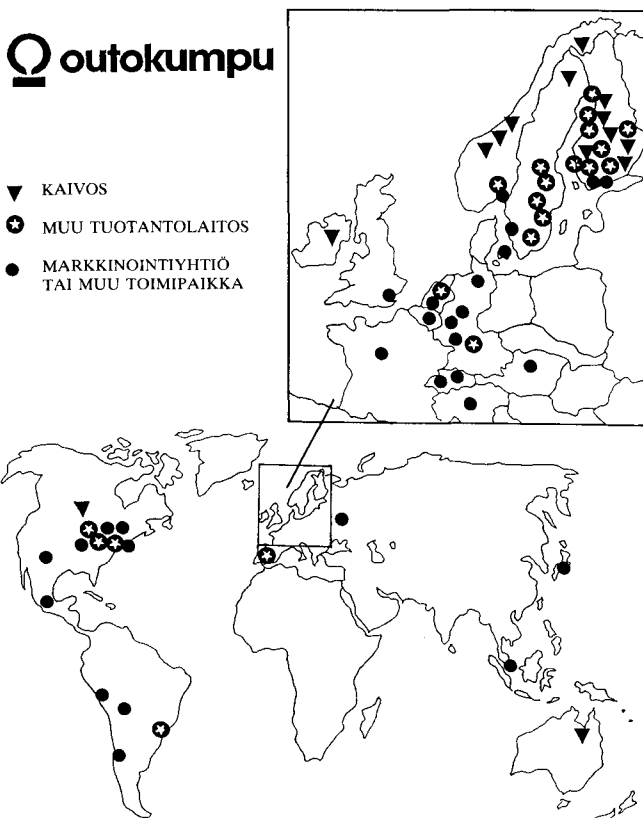 outokumpu
KAIVOS
MUU TUOTANTOLAITOS
MARKKINOINTIYHTIÖ
TAI MUU TOIMIPAIKKA